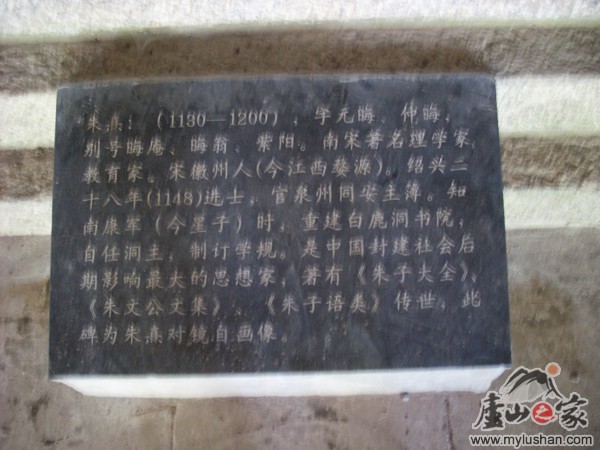 朱熹：（1130—1200），字元晦、仲晦，
别号晦庵、晦翁、紫阳。南宋著名理学家，
教育家。宋徽州人(今江西婺源)。绍兴二
十八年(1148)进士，官泉州同安主薄。知
南康军（今星子）时，重建白鹿洞书院，
自任洞主，制订学规。是中国封建社会后
期影响最大的思想家，著有《朱子大全》、
《朱文公文集》、《朱子语类》传世，此
碑为朱熹对镜自画像。
庐山之家
www.mylushan.com